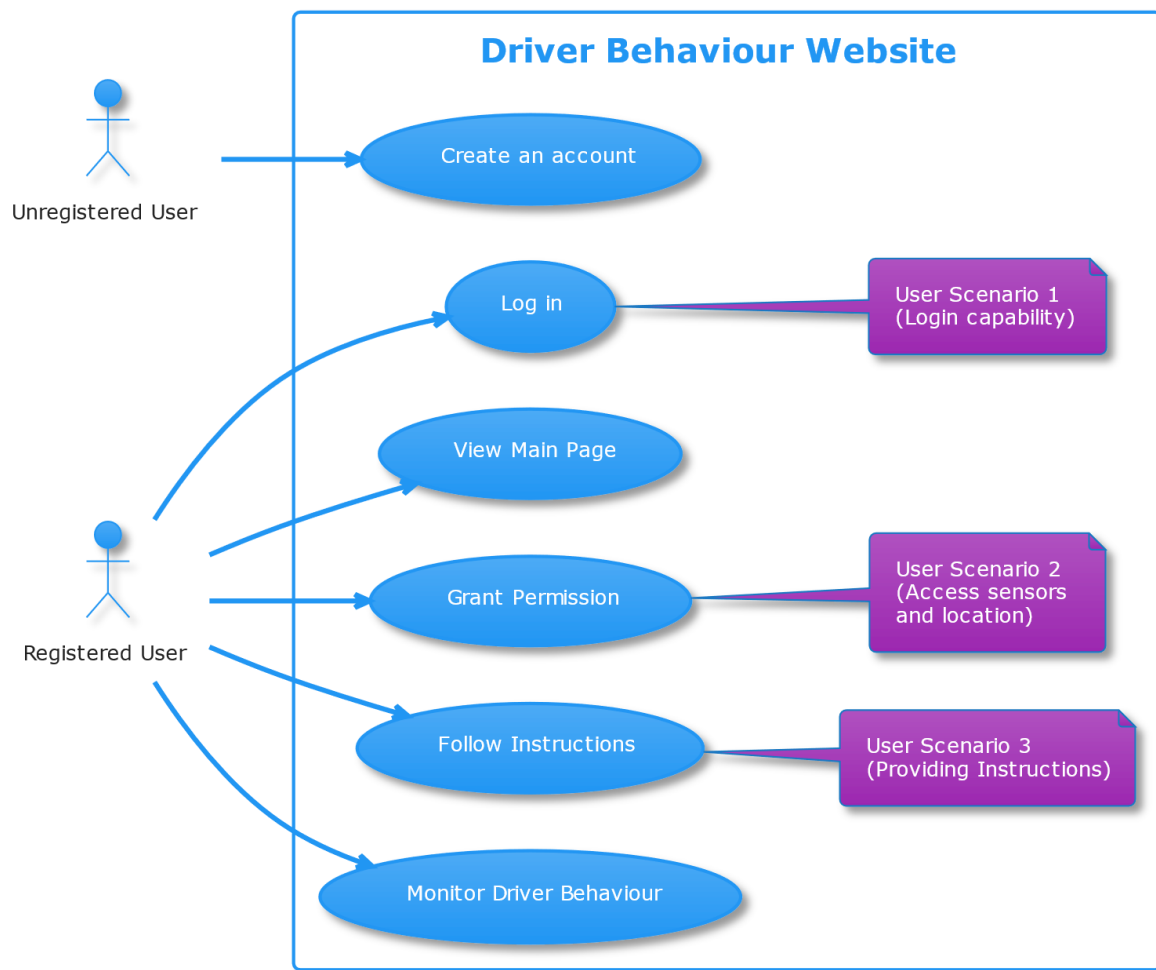 Driver Behaviour Website
Unregistered User
Create an account
Log in
User Scenario 1
(Login capability)
View Main Page
Registered User
Grant Permission
User Scenario 2
(Access sensors
and location)
Follow Instructions
User Scenario 3
(Providing Instructions)
Monitor Driver Behaviour